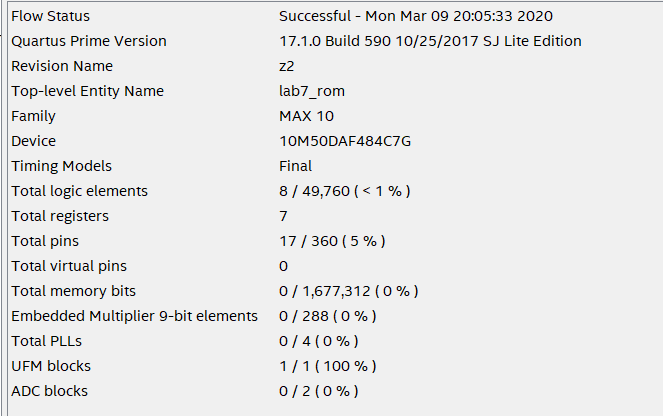 Flow Status Successful - Mon Mar 09 20:05:33 2020
Quartus Prime Version 17.1.0 Build 590 10/25/2017 SJ Lite Edition
Revision Name z2
Top-level Entity Name lab7_rom
Family MAX 10
Device 10M50DAF484C7G
Timing Models Final
Total logic elements 8 / 49,760 ( < 1 % )
Total registers 7
Total pins 17 / 360 ( 5 % )
Total virtual pins 0
Total memory bits 0 / 1,677,312 ( 0 % )
Embedded Multiplier 9-bit elements 0 / 288 ( 0 % )
Total PLLs 0 / 4 ( 0 % )
UFM blocks 1 / 1 ( 100 % )
ADC blocks 0 / 2 ( 0 % )